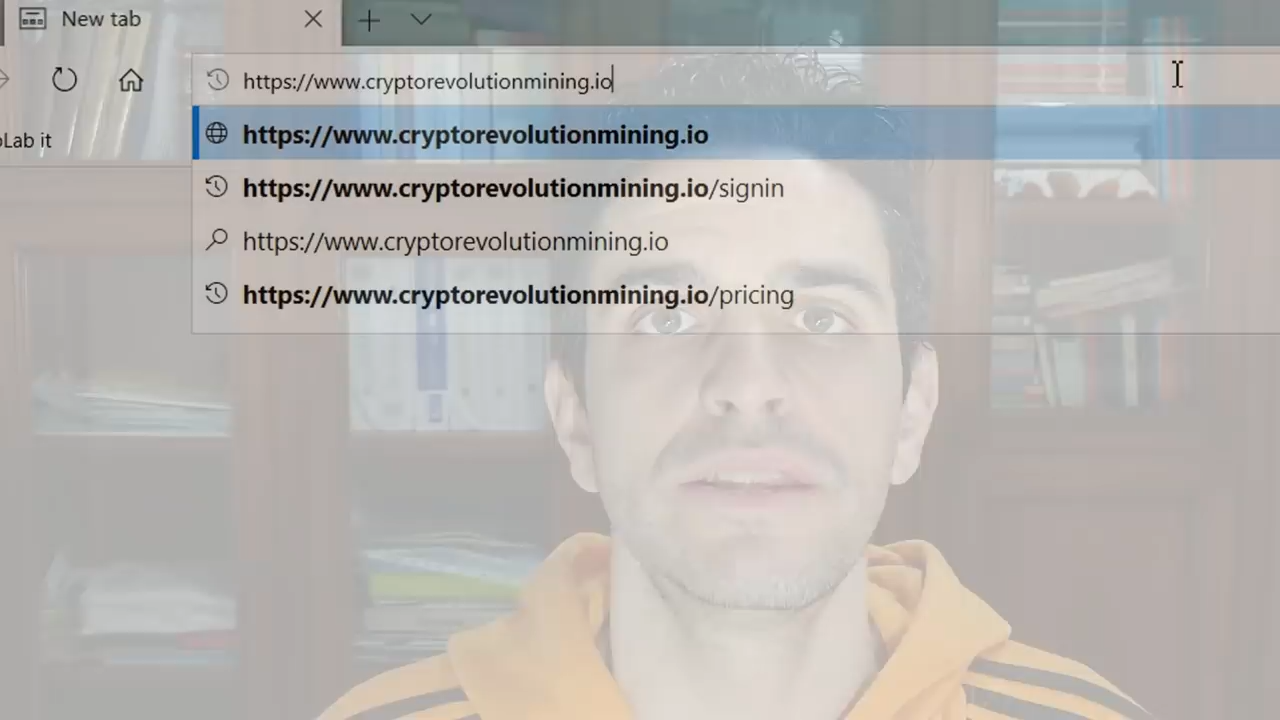 New tab
https://www.cryptorevolutionmining.io
Lab it
https://www.cryptorevolutionmining.io
https://www.cryptorevolutionmining.io/signin
https://www.cryptorevolutionmining.io
https://www.cryptorevolutionmining.io/pricing